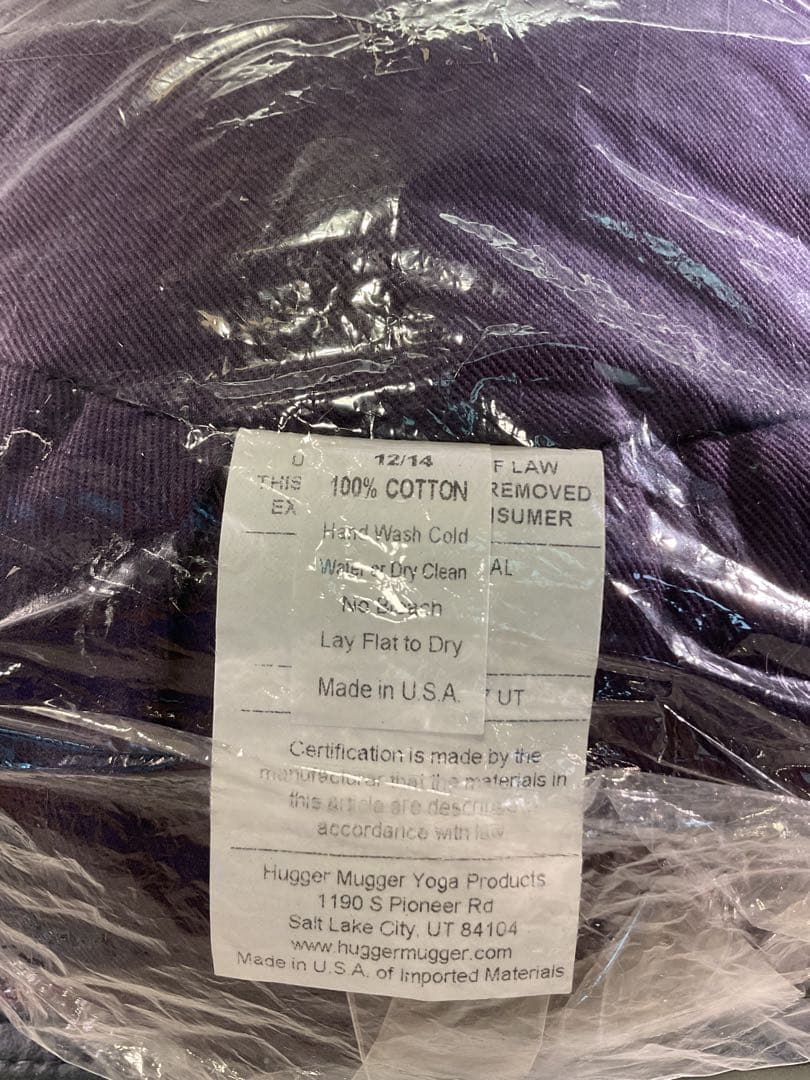 12/14
100% COTTON
Hand Wash Cold
Water or Dry Clean
No Bleach
Lay Flat to Dry
Made in U.S.A.
U F LAW
THIS REMOVED
EX SUMER
AL
UT
Certification is made by the
manufacturer that the materials in
this article are described
accordance with law
Hugger Mugger Yoga Products
1190 S Pioneer Rd
Salt Lake City, UT 84104
www.huggermugger.com
Made in U.S.A. of Imported Materials